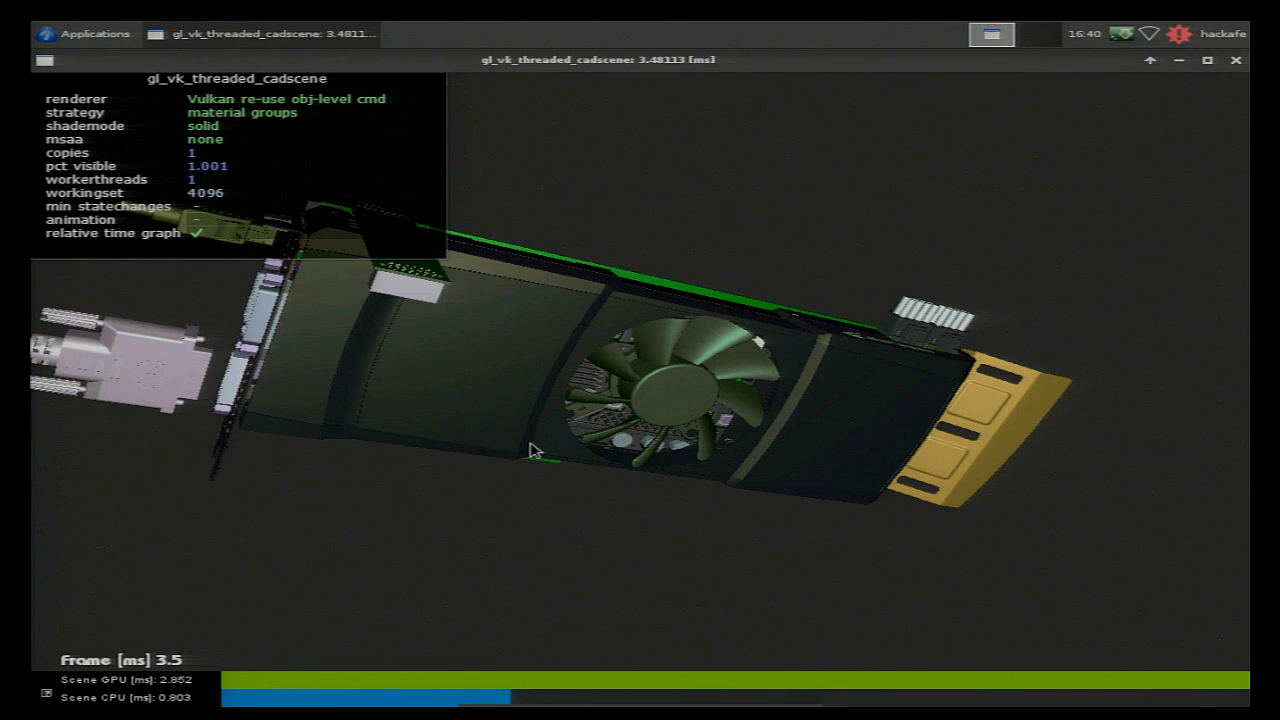 Applications
gl_vk_threaded_cadscene: 3.4811...
16:40
hackafe
gl_vk_threaded_cadscene: 3.48113 [ms]
gl_vk_threaded_cadscene
renderer Vulkan re-use obj-level cmd
strategy material groups
shademode solid
msaa none
copies 1
pct visible 1.001
workerthreads 1
workingset 4096
min statechanges -
animation -
relative time graph ✓
Frame [ms] 3.5
Scene GPU [ms]: 2.852
Scene CPU [ms]: 0.803